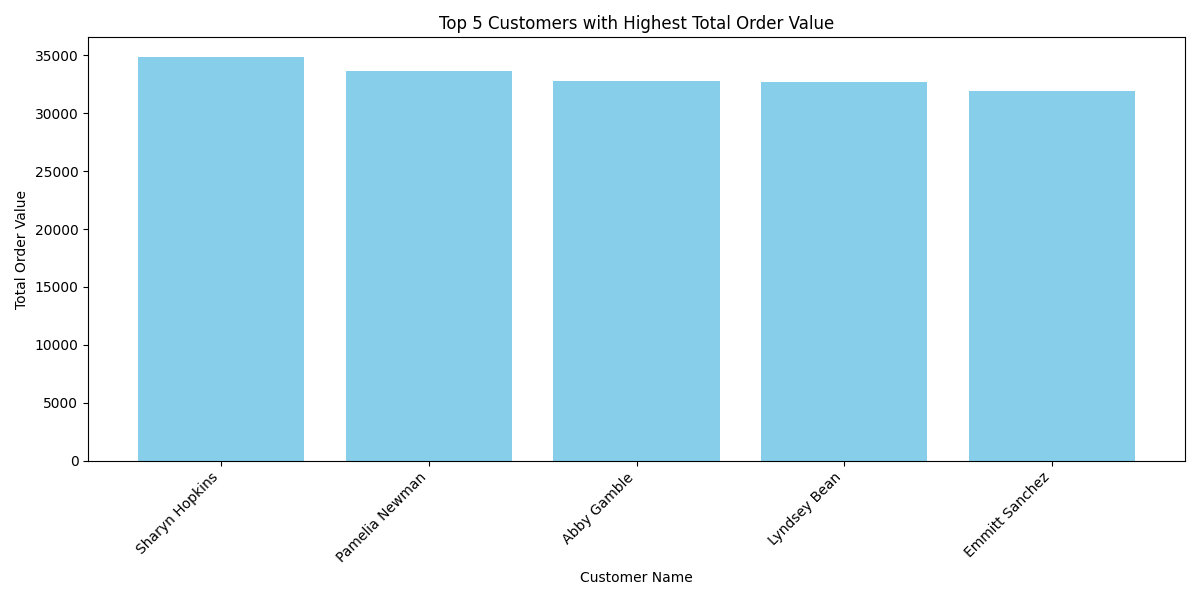 Top 5 Customers with Highest Total Order Value
Total Order Value
35000
30000
25000
20000
15000
10000
5000
0
Sharyn Hopkins
Pamelia Newman
Abby Gamble
Lyndsey Bean
Emmitt Sanchez
Customer Name